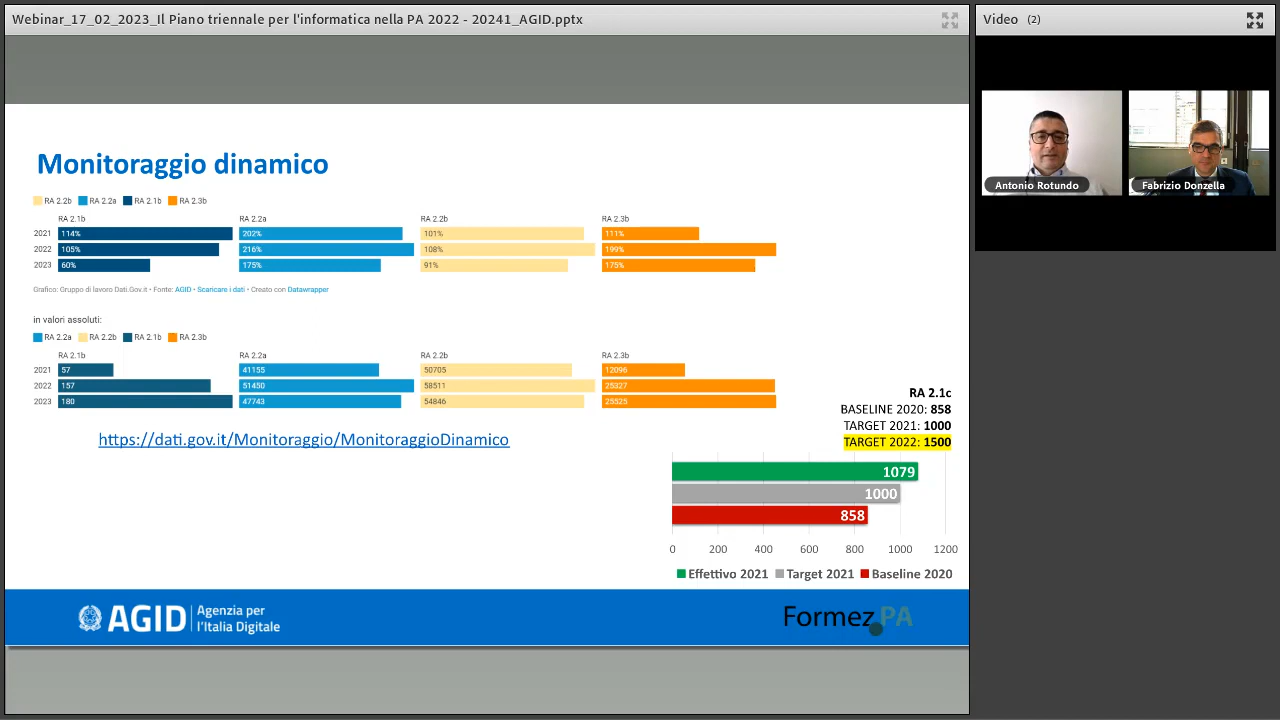 Webinar_17_02_2023_Il Piano triennale per l'informatica nella PA 2022 - 20241_AGID.pptx
Video (2)
Antonio Rotundo
Fabrizio Donzella
Monitoraggio dinamico
RA 2.2b RA 2.2a RA 2.1b RA 2.3b
RA 2.1b RA 2.2a RA 2.2b RA 2.3b
2021 114% 202% 101% 111%
2022 105% 216% 108% 199%
2023 60% 175% 91% 175%
Grafico: Gruppo di lavoro Dati.Gov.it • Fonte: AGID • Scaricare i dati • Creato con Datawrapper
in valori assoluti:
RA 2.2a RA 2.2b RA 2.1b RA 2.3b
RA 2.1b RA 2.2a RA 2.2b RA 2.3b
2021 57 41155 50705 12096
2022 157 51450 58511 25327
2023 180 47743 54846 25525
https://dati.gov.it/Monitoraggio/MonitoraggioDinamico
RA 2.1c
BASELINE 2020: 858
TARGET 2021: 1000
TARGET 2022: 1500
1079
1000
858
0 200 400 600 800 1000 1200
Effettivo 2021 Target 2021 Baseline 2020
AGID Agenzia per
l'Italia Digitale
Formez PA